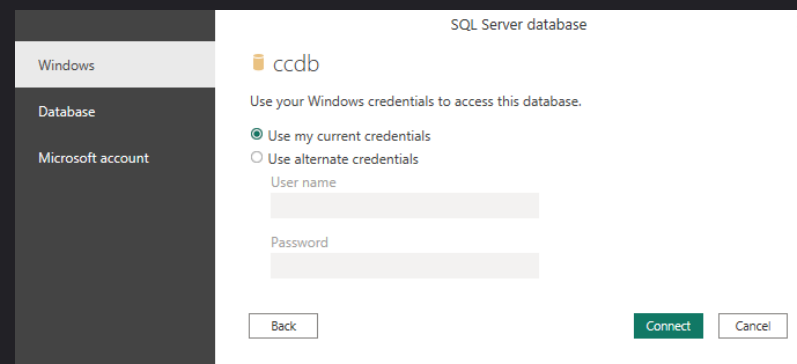 SQL Server database
Windows
Database
Microsoft account
ccdb
Use your Windows credentials to access this database.
Use my current credentials
Use alternate credentials
User name
Password
Back
Connect
Cancel